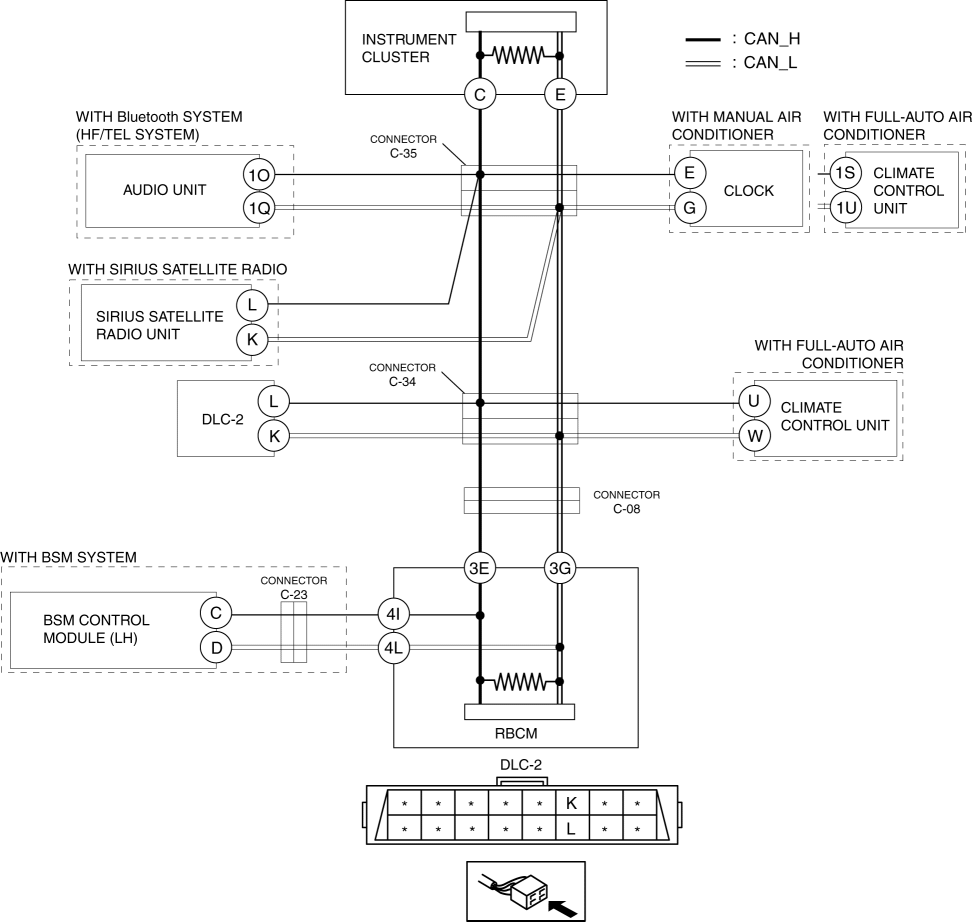 INSTRUMENT
CLUSTER
: CAN_H
: CAN_L
C
E
WITH Bluetooth SYSTEM
(HF/TEL SYSTEM)
CONNECTOR
C-35
WITH MANUAL AIR
CONDITIONER
WITH FULL-AUTO AIR
CONDITIONER
AUDIO UNIT
1O
1Q
E
G
CLOCK
1S
1U
CLIMATE
CONTROL
UNIT
WITH SIRIUS SATELLITE RADIO
SIRIUS SATELLITE
RADIO UNIT
L
K
WITH FULL-AUTO AIR
CONDITIONER
CONNECTOR
C-34
DLC-2
L
K
U
W
CLIMATE
CONTROL UNIT
CONNECTOR
C-08
WITH BSM SYSTEM
3E
3G
CONNECTOR
C-23
BSM CONTROL
MODULE (LH)
C
D
4I
4L
RBCM
DLC-2
* * * * * K * *
* * * * * L * *